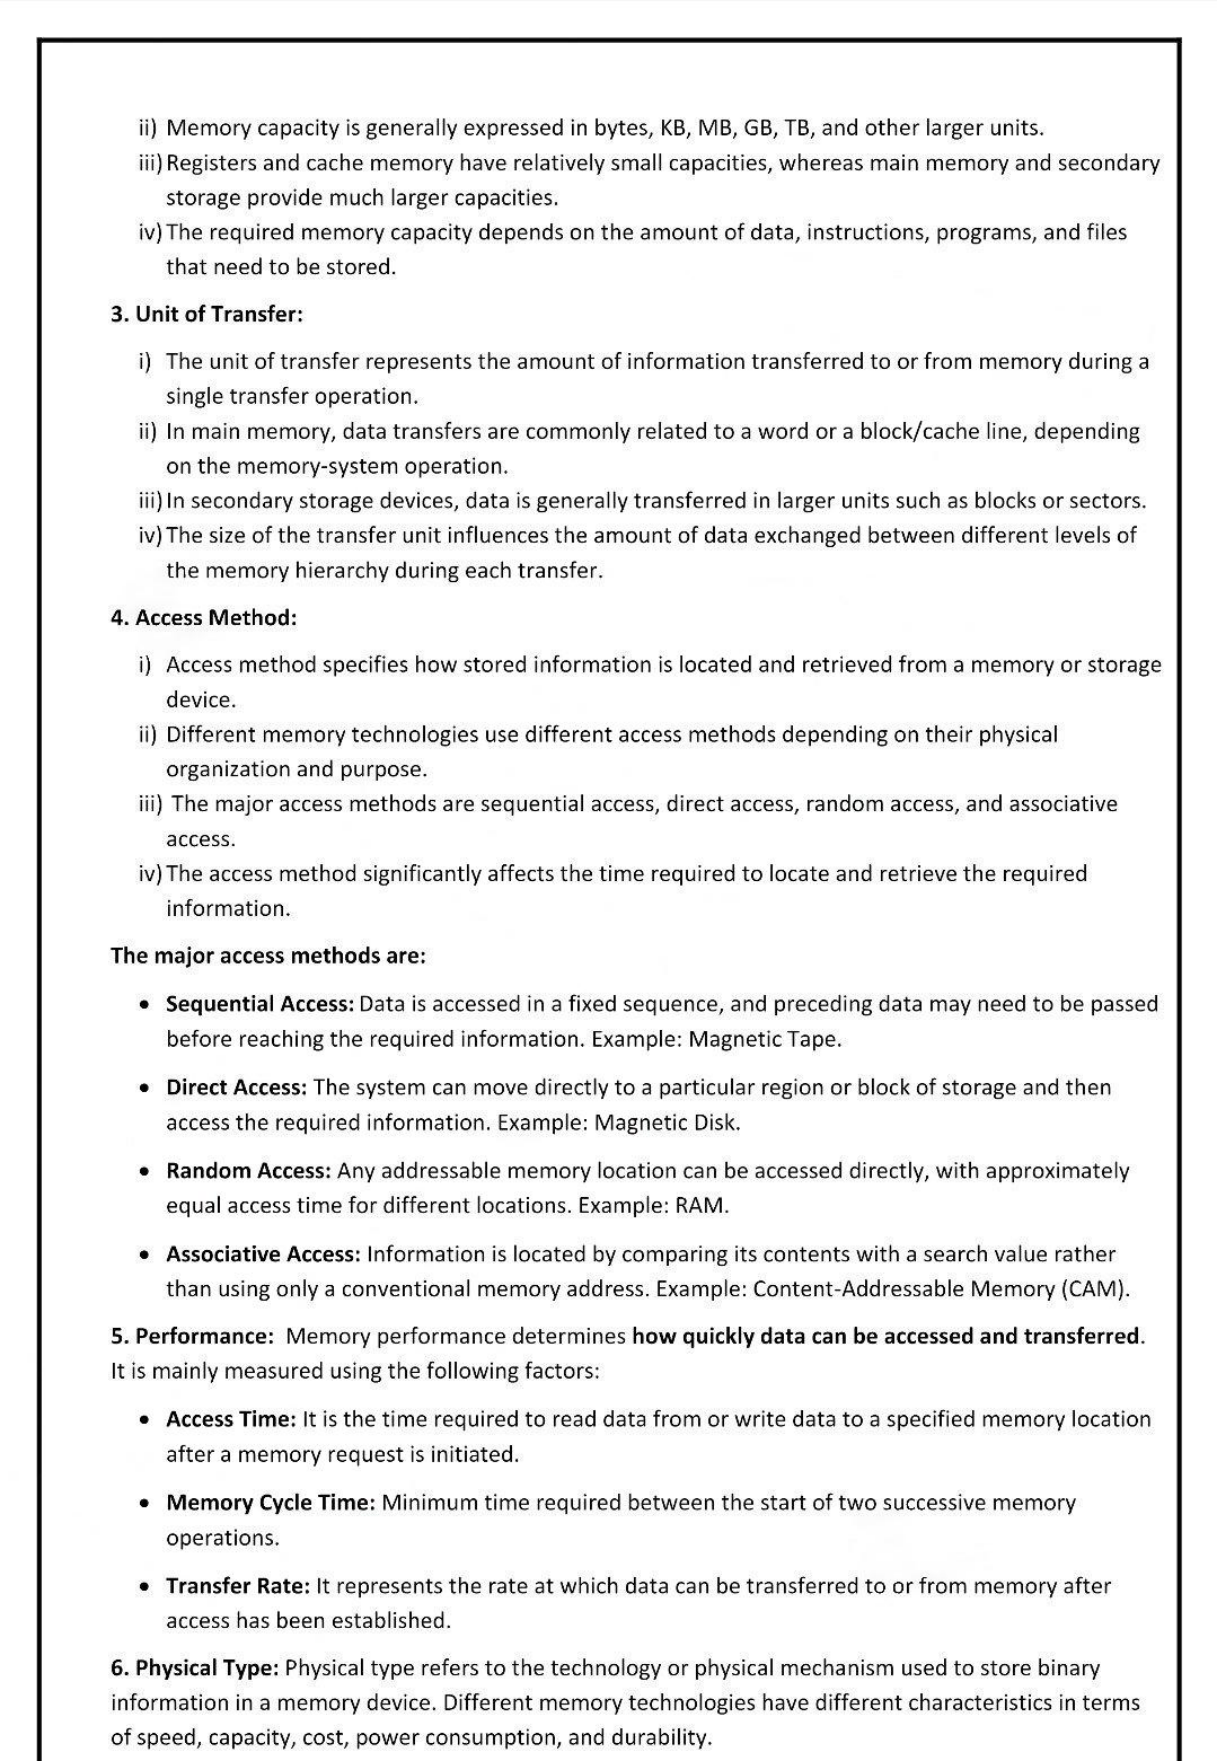 ii) Memory capacity is generally expressed in bytes, KB, MB, GB, TB, and other larger units.
iii) Registers and cache memory have relatively small capacities, whereas main memory and secondary
storage provide much larger capacities.
iv) The required memory capacity depends on the amount of data, instructions, programs, and files
that need to be stored.
3. Unit of Transfer:
i) The unit of transfer represents the amount of information transferred to or from memory during a
single transfer operation.
ii) In main memory, data transfers are commonly related to a word or a block/cache line, depending
on the memory-system operation.
iii) In secondary storage devices, data is generally transferred in larger units such as blocks or sectors.
iv) The size of the transfer unit influences the amount of data exchanged between different levels of
the memory hierarchy during each transfer.
4. Access Method:
i) Access method specifies how stored information is located and retrieved from a memory or storage
device.
ii) Different memory technologies use different access methods depending on their physical
organization and purpose.
iii) The major access methods are sequential access, direct access, random access, and associative
access.
iv) The access method significantly affects the time required to locate and retrieve the required
information.
The major access methods are:
• Sequential Access: Data is accessed in a fixed sequence, and preceding data may need to be passed
before reaching the required information. Example: Magnetic Tape.
• Direct Access: The system can move directly to a particular region or block of storage and then
access the required information. Example: Magnetic Disk.
• Random Access: Any addressable memory location can be accessed directly, with approximately
equal access time for different locations. Example: RAM.
• Associative Access: Information is located by comparing its contents with a search value rather
than using only a conventional memory address. Example: Content-Addressable Memory (CAM).
5. Performance: Memory performance determines how quickly data can be accessed and transferred.
It is mainly measured using the following factors:
• Access Time: It is the time required to read data from or write data to a specified memory location
after a memory request is initiated.
• Memory Cycle Time: Minimum time required between the start of two successive memory
operations.
• Transfer Rate: It represents the rate at which data can be transferred to or from memory after
access has been established.
6. Physical Type: Physical type refers to the technology or physical mechanism used to store binary
information in a memory device. Different memory technologies have different characteristics in terms
of speed, capacity, cost, power consumption, and durability.